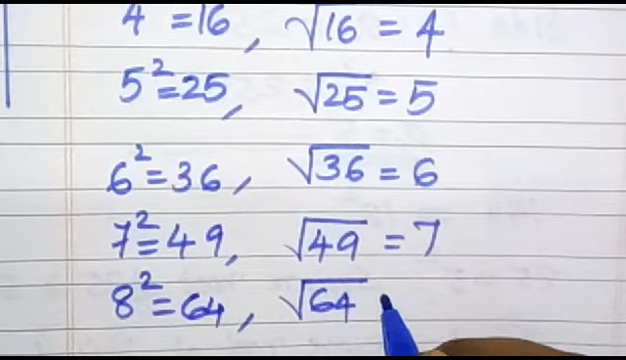 4 = 16, √16 = 4
5² = 25, √25 = 5
6² = 36, √36 = 6
7² = 49, √49 = 7
8² = 64, √64